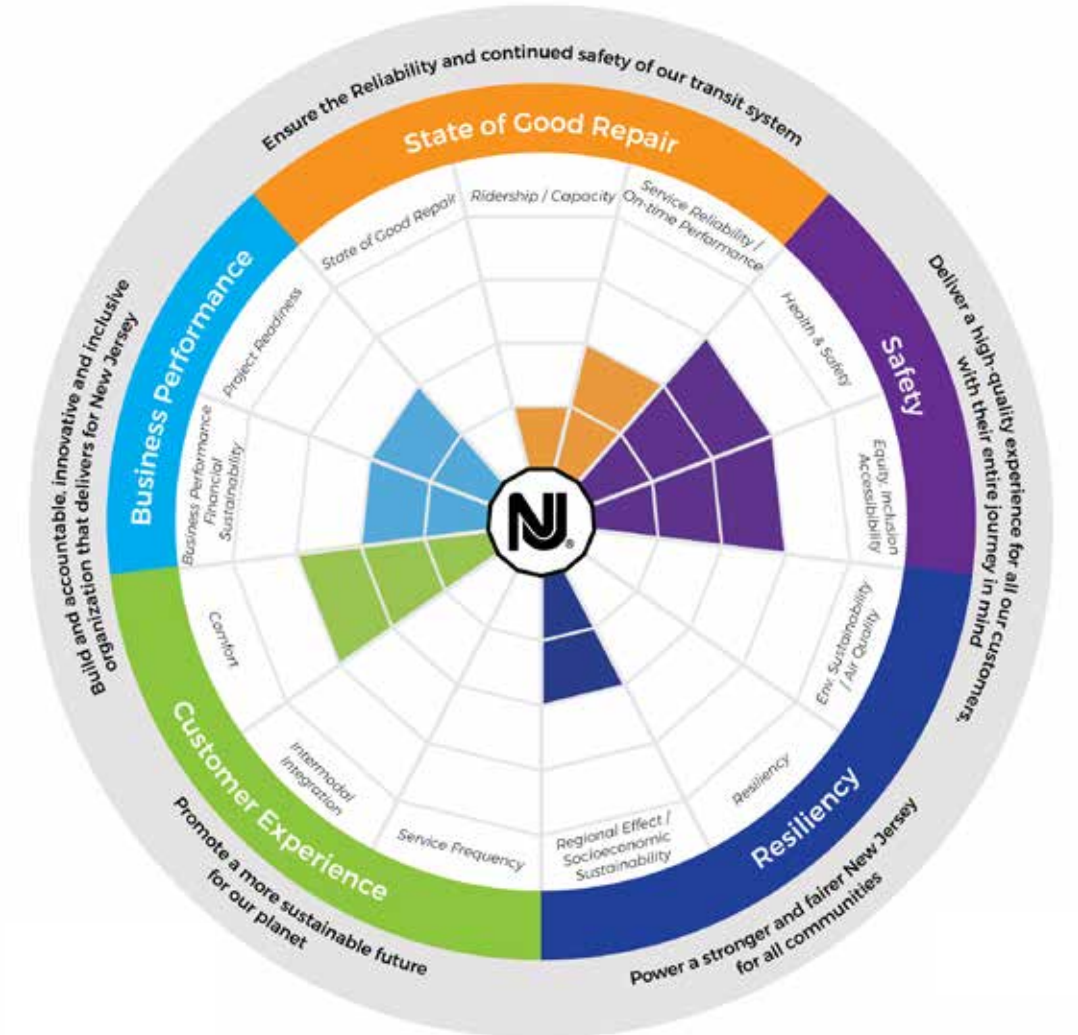 Ensure the Reliability and continued safety of our transit system
State of Good Repair
State of Good Repair
Ridership / Capacity
Service Reliability /
On-time Performance
Safety
Health & Safety
Equity, Inclusion
Accessibibility
Deliver a high-quality experience for all our customers,
with their entire journey in mind
Resiliency
Env. Sustainability
/ Air Quality
Resiliency
Regional Effect /
Socioeconomic
Sustainability
Power a stronger and fairer New Jersey
for all communities
Customer Experience
Service Frequency
Intermodal
Integration
Comfort
Promote a more sustainable future
for our planet
Business Performance
Business Performance
Financial
Sustainability
Project Readiness
Build and accountable, innovative and inclusive
organization that delivers for New Jersey
NJ®